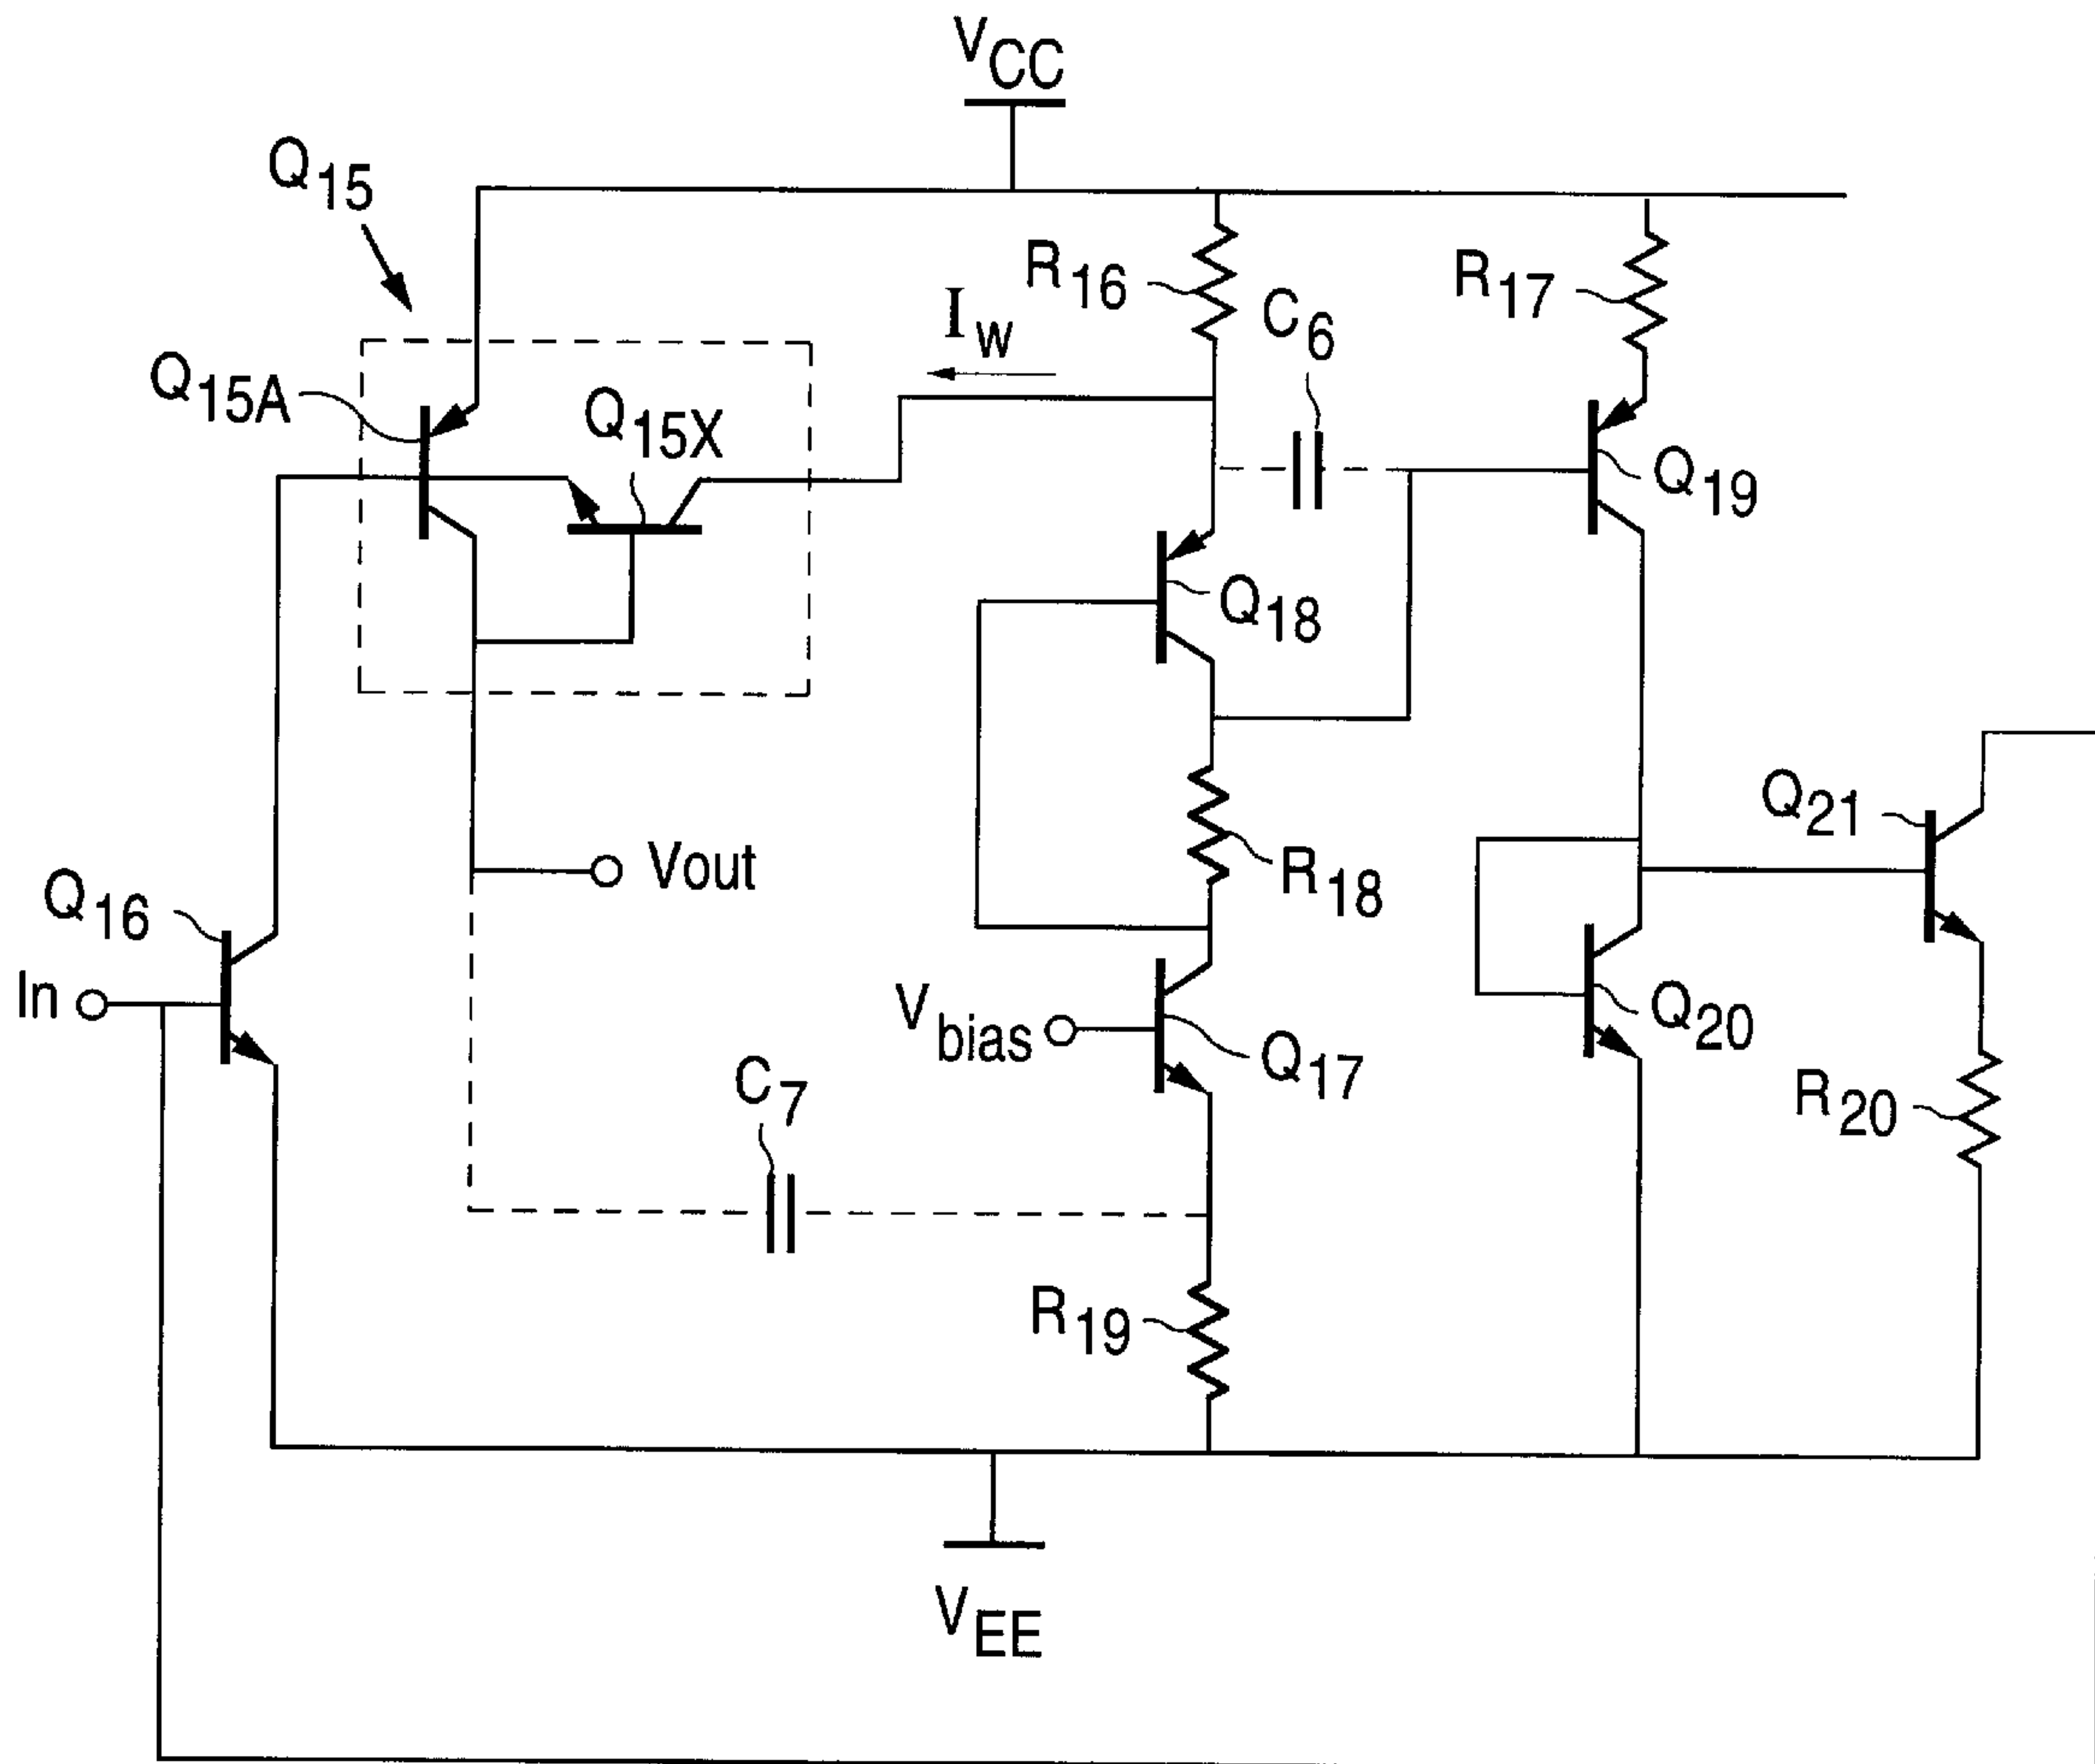 VCC
Q15
R16
R17
C6
IW
Q15A
Q15X
Q19
Q18
Q21
Vout
R18
Q16
In
Vbias
Q17
Q20
C7
R20
R19
VEE